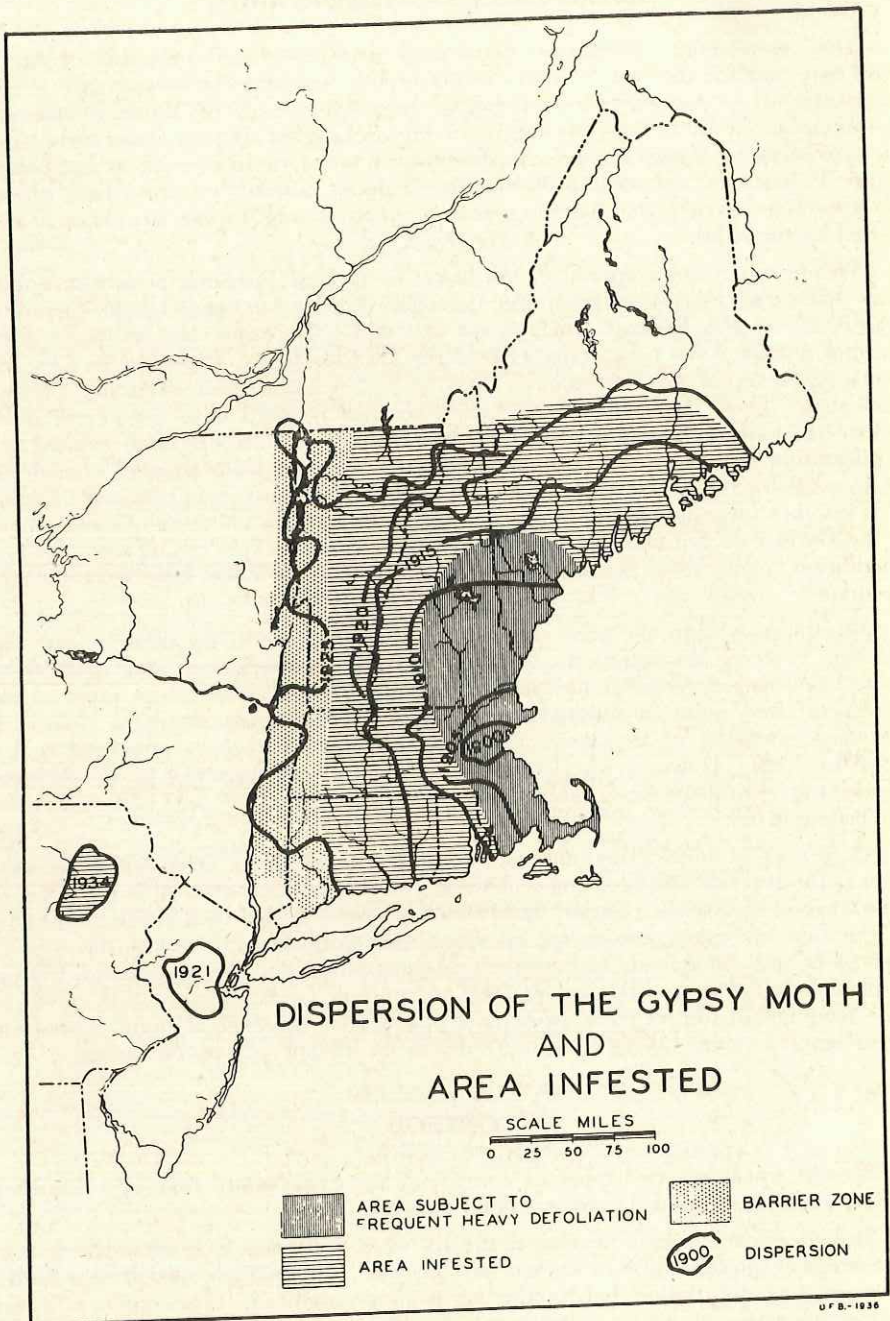 1915
1920
1925
1910
1905
1900
1934
1921
DISPERSION OF THE GYPSY MOTH
AND
AREA INFESTED
SCALE MILES
0 25 50 75 100
AREA SUBJECT TO
FREQUENT HEAVY DEFOLIATION
BARRIER ZONE
AREA INFESTED
1900
DISPERSION
U F B.-1936